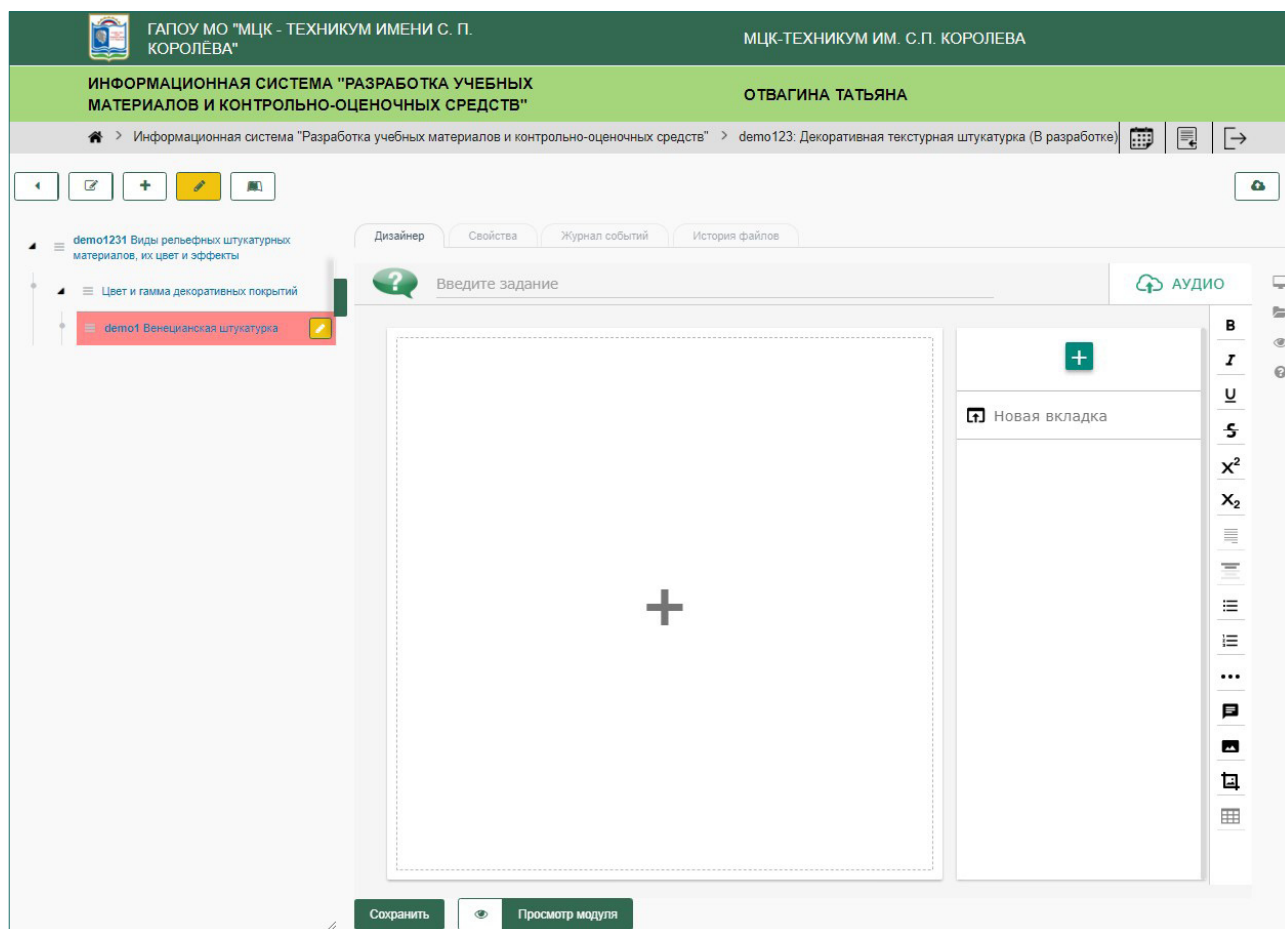 ГАПОУ МО "МЦК - ТЕХНИКУМ ИМЕНИ С. П.
КОРОЛЁВА"
МЦК-ТЕХНИКУМ ИМ. С.П. КОРОЛЕВА
ИНФОРМАЦИОННАЯ СИСТЕМА "РАЗРАБОТКА УЧЕБНЫХ
МАТЕРИАЛОВ И КОНТРОЛЬНО-ОЦЕНОЧНЫХ СРЕДСТВ"
ОТВАГИНА ТАТЬЯНА
> Информационная система "Разработка учебных материалов и контрольно-оценочных средств" > demo123: Декоративная текстурная штукатурка (В разработке)
demo1231 Виды рельефных штукатурных
материалов, их цвет и эффекты
Цвет и гамма декоративных покрытий
demo1 Венецианская штукатурка
Дизайнер
Свойства
Журнал событий
История файлов
Введите задание
АУДИО
Новая вкладка
B
I
U
S
X²
X₂
Сохранить
Просмотр модуля